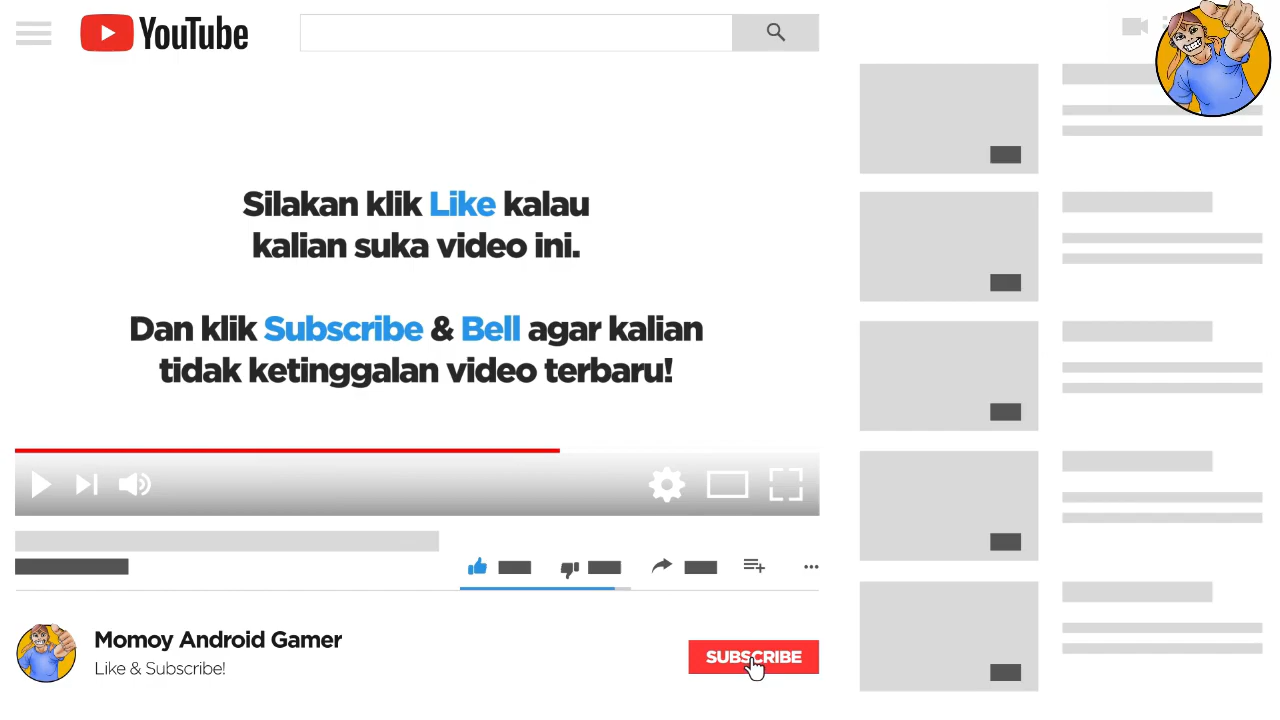 YouTube
Silakan klik Like kalau
kalian suka video ini.
Dan klik Subscribe & Bell agar kalian
tidak ketinggalan video terbaru!
Momoy Android Gamer
Like & Subscribe!
SUBSCRIBE